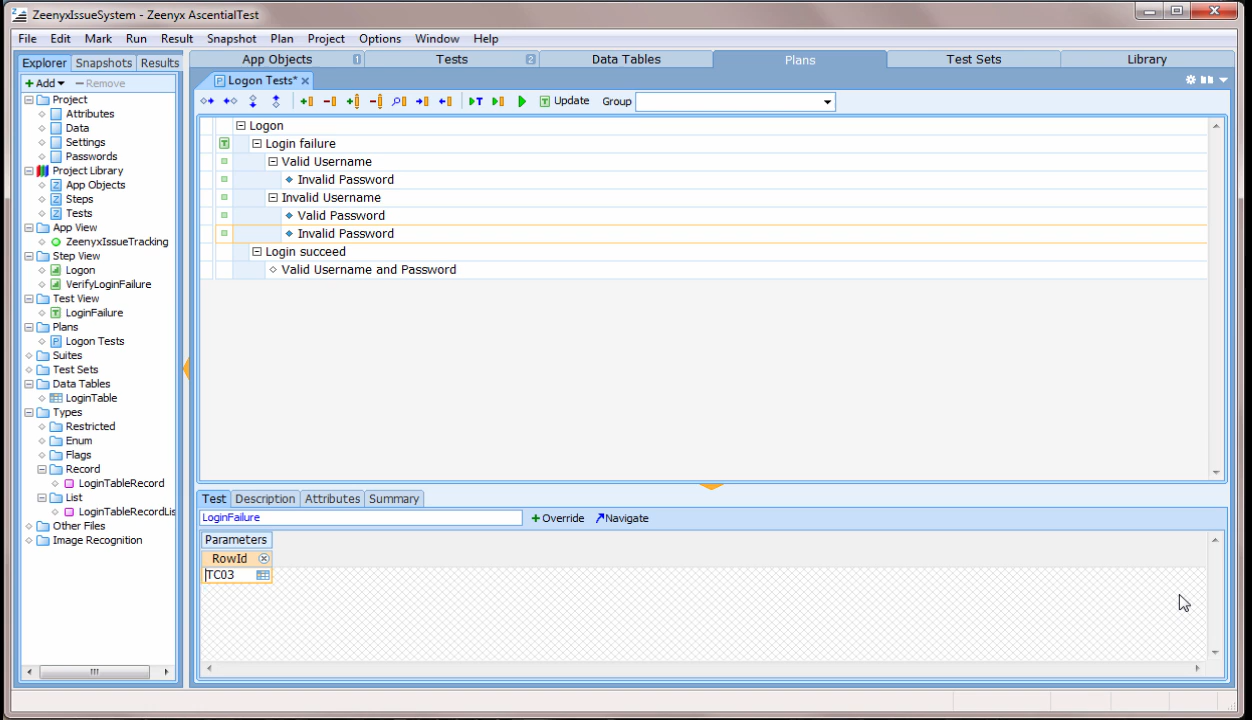 ZeenyxIssueSystem - Zeenyx AscentialTest
File Edit Mark Run Result Snapshot Plan Project Options Window Help
Explorer Snapshots Results
App Objects 1 Tests 2 Data Tables Plans Test Sets Library
Add Remove
Logon Tests*
Update Group
Project
Attributes
Data
Settings
Passwords
Project Library
App Objects
Steps
Tests
App View
ZeenyxIssueTracking
Step View
Logon
VerifyLoginFailure
Test View
LoginFailure
Plans
Logon Tests
Suites
Test Sets
Data Tables
LoginTable
Types
Restricted
Enum
Flags
Record
LoginTableRecord
List
LoginTableRecordLis
Other Files
Image Recognition
Logon
Login failure
Valid Username
Invalid Password
Invalid Username
Valid Password
Invalid Password
Login succeed
Valid Username and Password
Test Description Attributes Summary
LoginFailure
+ Override Navigate
Parameters
RowId
TC03